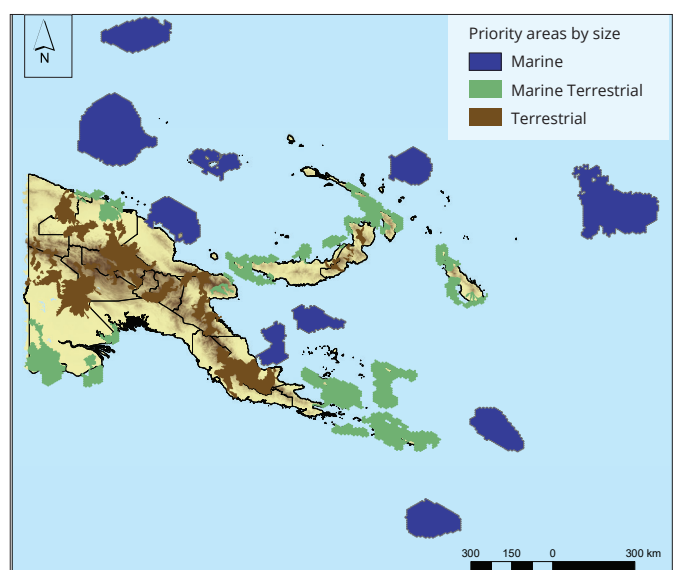 N
Priority areas by size
Marine
Marine Terrestrial
Terrestrial
300 150 0 300 km